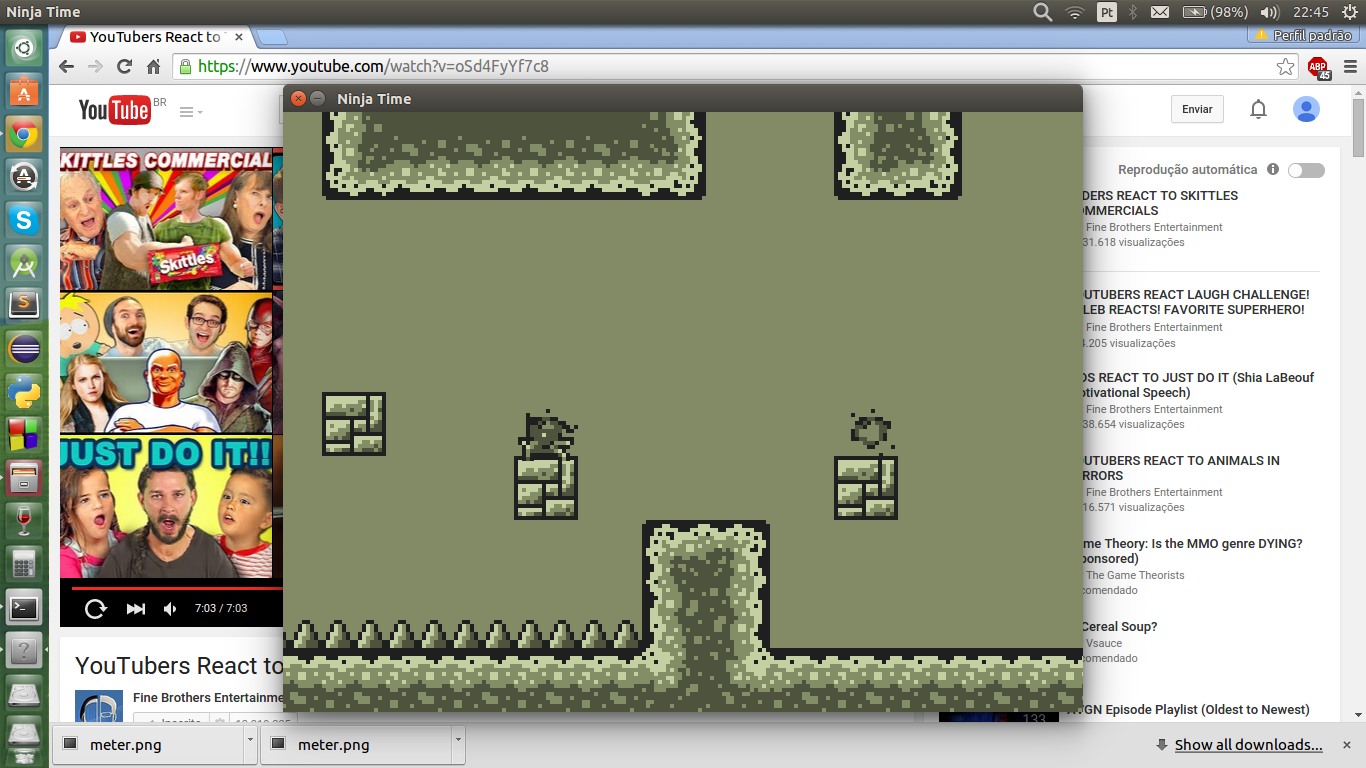 Ninja Time
Pt
(98%)
22:45
YouTubers React to
Perfil padrão
https://www.youtube.com/watch?v=oSd4FyYf7c8
ABP
45
Ninja Time
YouTube BR
Enviar
SKITTLES COMMERCIAL
Skittles
JUST DO IT!!
7:03 / 7:03
YouTubers React to
Fine Brothers Entertainme
Reprodução automática
DERS REACT TO SKITTLES
MMERCIALS
Fine Brothers Entertainment
31.618 visualizações
UTUBERS REACT LAUGH CHALLENGE!
LEB REACTS! FAVORITE SUPERHERO!
Fine Brothers Entertainment
4.205 visualizações
DS REACT TO JUST DO IT (Shia LaBeouf
otivational Speech)
Fine Brothers Entertainment
38.654 visualizações
UTUBERS REACT TO ANIMALS IN
RRORS
Fine Brothers Entertainment
16.571 visualizações
me Theory: Is the MMO genre DYING?
ponsored)
The Game Theorists
comendado
Cereal Soup?
Vsauce
comendado
133
GN Episode Playlist (Oldest to Newest)
meter.png
meter.png
Show all downloads...